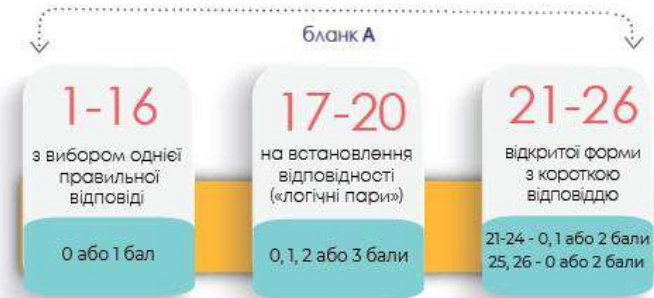 бланк А
1-16
з вибором однієї
правильної
відповіді
0 або 1 бал
17-20
на встановлення
відповідності
(«логічні пари»)
0, 1, 2 або 3 бали
21-26
відкритої форми
з короткою
відповіддю
21-24 - 0, 1 або 2 бали
25, 26 - 0 або 2 бали